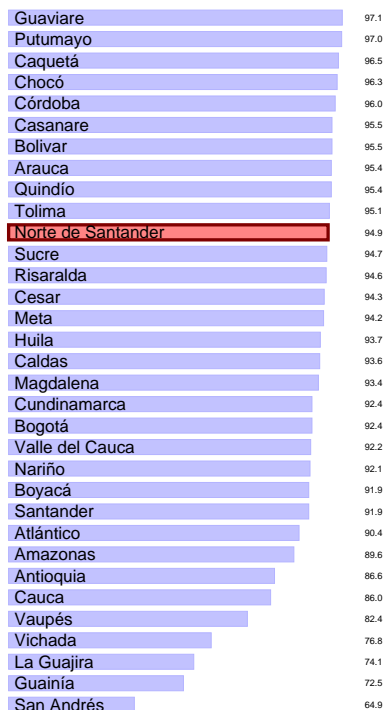 Guaviare 97.1
Putumayo 97.0
Caquetá 96.5
Chocó 96.3
Córdoba 96.0
Casanare 95.5
Bolivar 95.5
Arauca 95.4
Quindío 95.4
Tolima 95.1
Norte de Santander 94.9
Sucre 94.7
Risaralda 94.6
Cesar 94.3
Meta 94.2
Huila 93.7
Caldas 93.6
Magdalena 93.4
Cundinamarca 92.4
Bogotá 92.4
Valle del Cauca 92.2
Nariño 92.1
Boyacá 91.9
Santander 91.9
Atlántico 90.4
Amazonas 89.6
Antioquia 86.6
Cauca 86.0
Vaupés 82.4
Vichada 76.8
La Guajira 74.1
Guainía 72.5
San Andrés 64.9